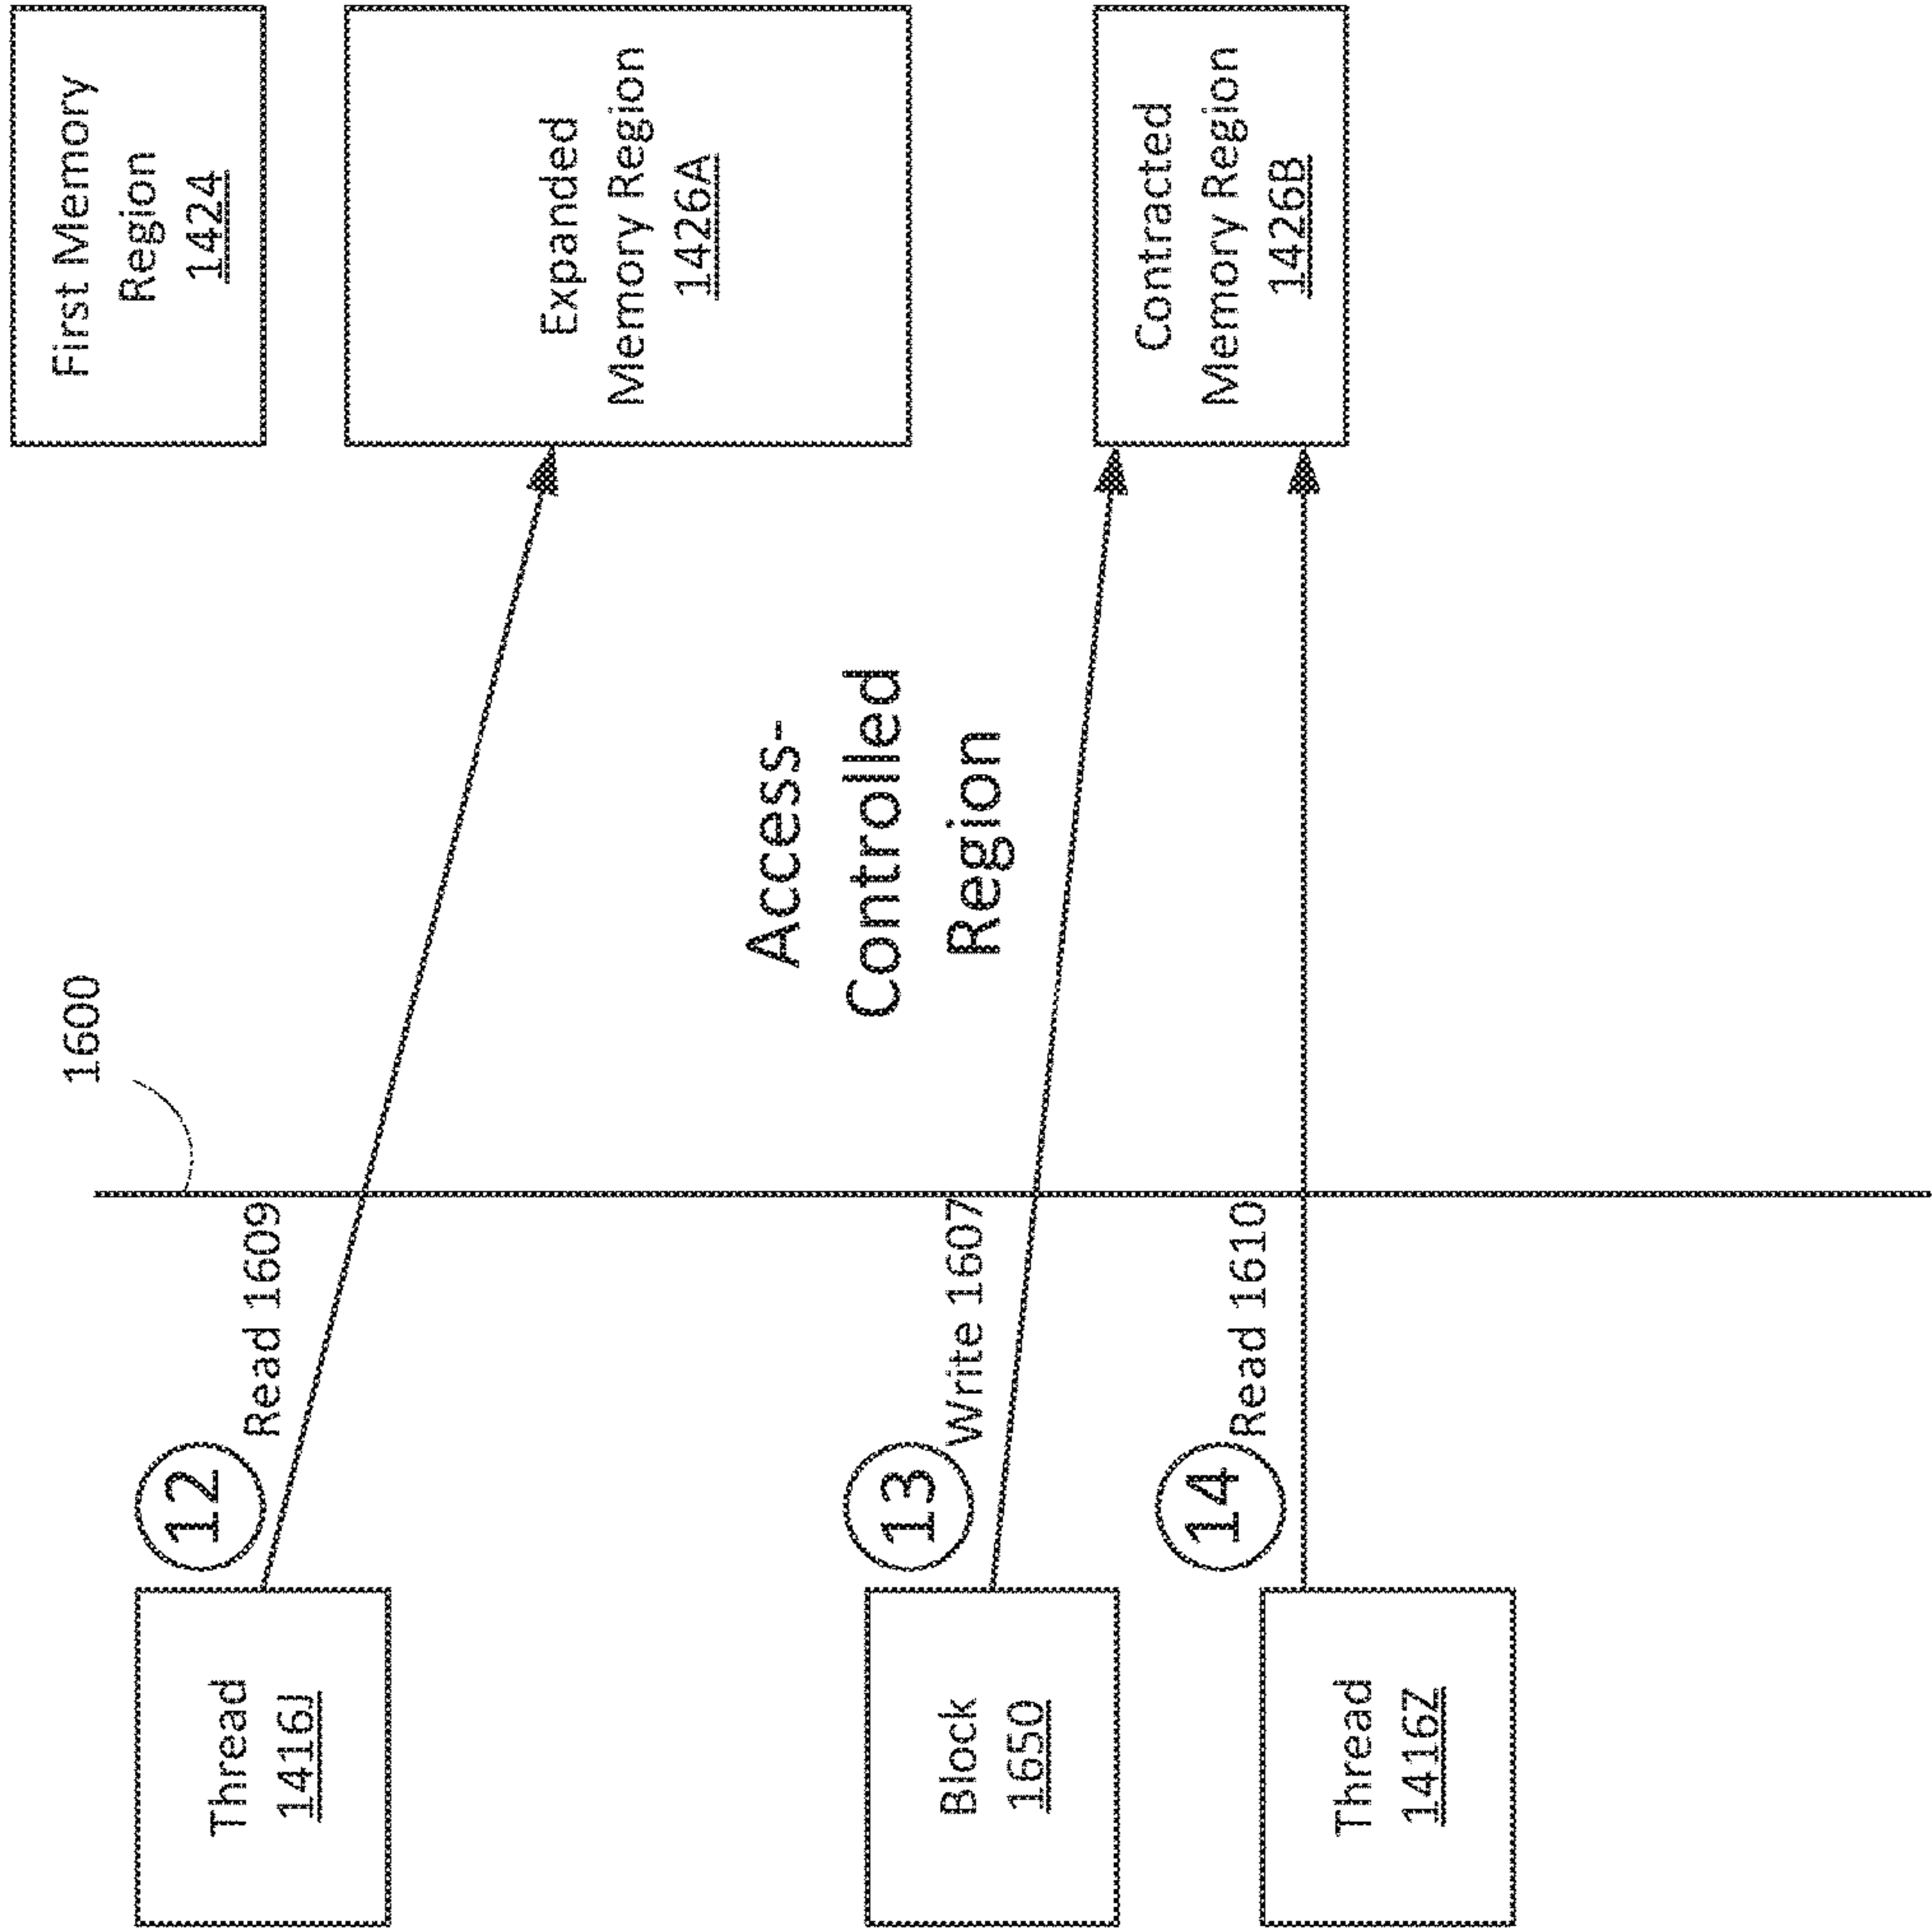 First Memory
Region
1424
Expanded
Memory Region
1426A
Contracted
Memory Region
1426B
1600
Access-
Controlled
Region
12
Read 1609
13
Write 1607
14
Read 1610
Thread
1416J
Block
1650
Thread
1416Z